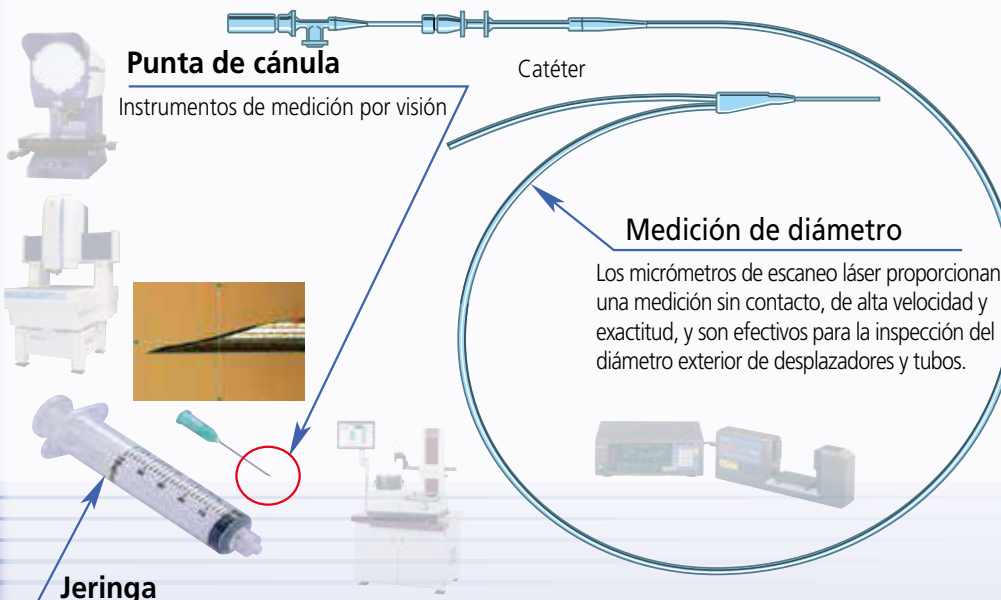 Punta de cánula
Instrumentos de medición por visión
Catéter
Medición de diámetro
Los micrómetros de escaneo láser proporcionan
una medición sin contacto, de alta velocidad y
exactitud, y son efectivos para la inspección del
diámetro exterior de desplazadores y tubos.
Jeringa